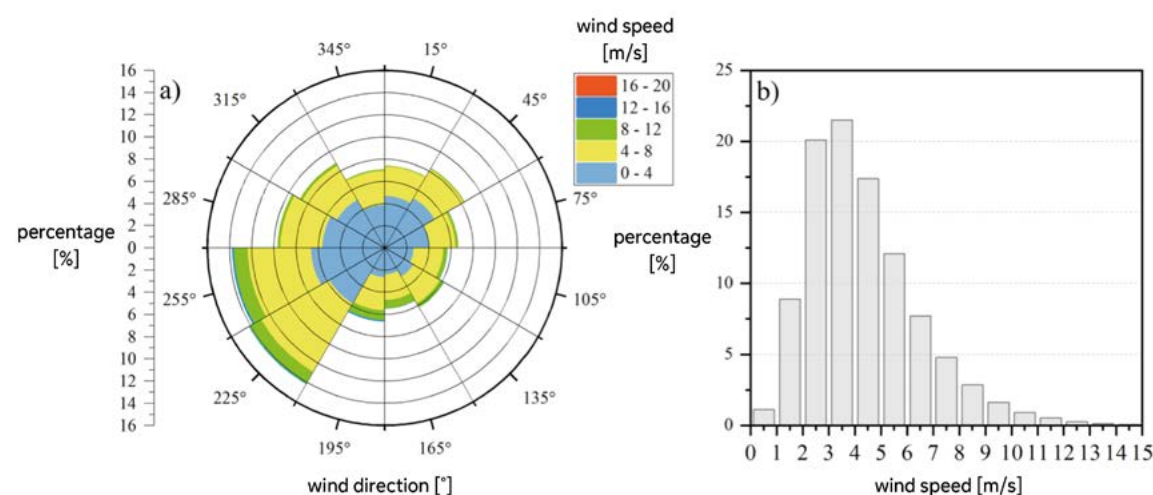 wind speed
[m/s]
16 - 20
12 - 16
8 - 12
4 - 8
0 - 4
a)
345°
15°
315°
45°
285°
75°
255°
105°
225°
135°
195°
165°
16
14
12
10
8
6
4
2
0
2
4
6
8
10
12
14
16
percentage
[%]
wind direction [°]
b)
25
20
15
10
5
0
percentage
[%]
0 1 2 3 4 5 6 7 8 9 10 11 12 13 14 15
wind speed [m/s]